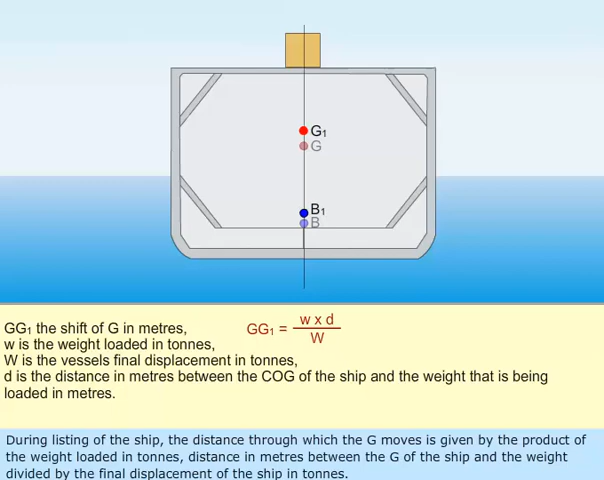 G₁
G
B₁
B
GG₁ the shift of G in metres,
GG₁ = w x d / W
w is the weight loaded in tonnes,
W is the vessels final displacement in tonnes,
d is the distance in metres between the COG of the ship and the weight that is being
loaded in metres.
During listing of the ship, the distance through which the G moves is given by the product of
the weight loaded in tonnes, distance in metres between the G of the ship and the weight
divided by the final displacement of the ship in tonnes.